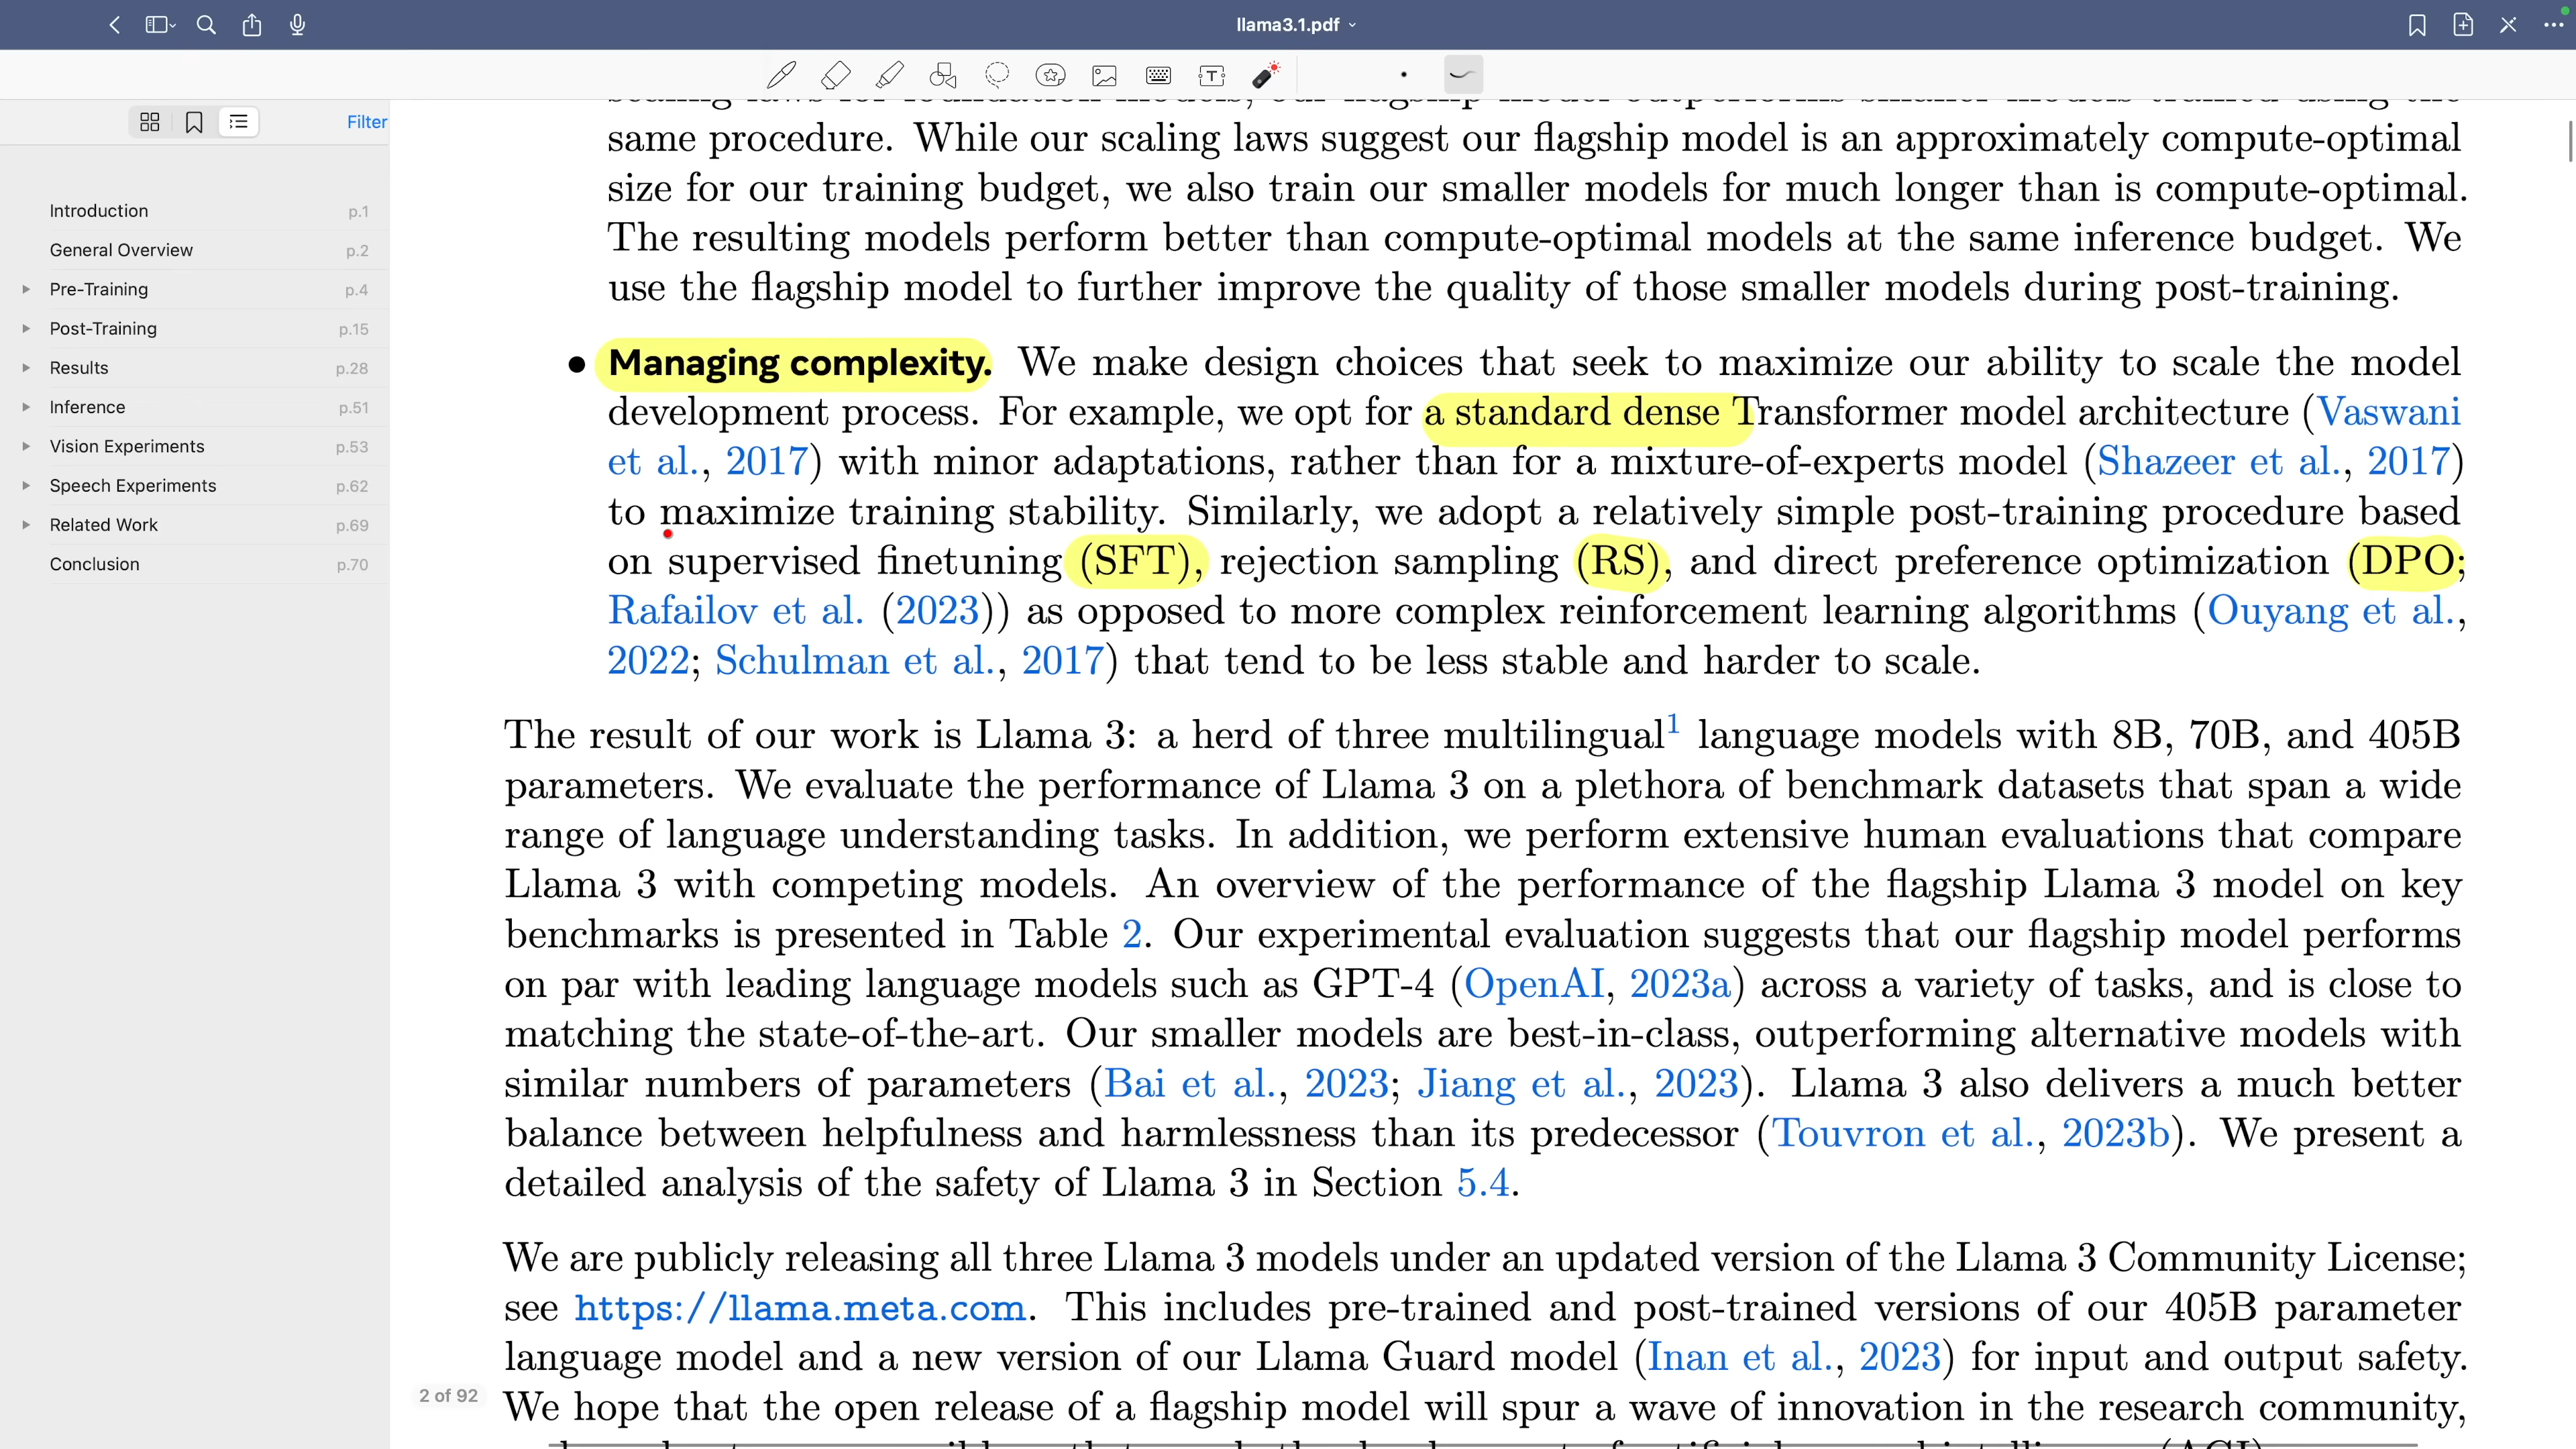 llama3.1.pdf
Filter
Introduction p.1
General Overview p.2
Pre-Training p.4
Post-Training p.15
Results p.28
Inference p.51
Vision Experiments p.53
Speech Experiments p.62
Related Work p.69
Conclusion p.70
scaling laws for foundation models, our flagship model outperforms smaller models trained using the
same procedure. While our scaling laws suggest our flagship model is an approximately compute-optimal
size for our training budget, we also train our smaller models for much longer than is compute-optimal.
The resulting models perform better than compute-optimal models at the same inference budget. We
use the flagship model to further improve the quality of those smaller models during post-training.
• Managing complexity. We make design choices that seek to maximize our ability to scale the model
development process. For example, we opt for a standard dense Transformer model architecture (Vaswani
et al., 2017) with minor adaptations, rather than for a mixture-of-experts model (Shazeer et al., 2017)
to maximize training stability. Similarly, we adopt a relatively simple post-training procedure based
on supervised finetuning (SFT), rejection sampling (RS), and direct preference optimization (DPO;
Rafailov et al. (2023)) as opposed to more complex reinforcement learning algorithms (Ouyang et al.,
2022; Schulman et al., 2017) that tend to be less stable and harder to scale.
The result of our work is Llama 3: a herd of three multilingual1 language models with 8B, 70B, and 405B
parameters. We evaluate the performance of Llama 3 on a plethora of benchmark datasets that span a wide
range of language understanding tasks. In addition, we perform extensive human evaluations that compare
Llama 3 with competing models. An overview of the performance of the flagship Llama 3 model on key
benchmarks is presented in Table 2. Our experimental evaluation suggests that our flagship model performs
on par with leading language models such as GPT-4 (OpenAI, 2023a) across a variety of tasks, and is close to
matching the state-of-the-art. Our smaller models are best-in-class, outperforming alternative models with
similar numbers of parameters (Bai et al., 2023; Jiang et al., 2023). Llama 3 also delivers a much better
balance between helpfulness and harmlessness than its predecessor (Touvron et al., 2023b). We present a
detailed analysis of the safety of Llama 3 in Section 5.4.
We are publicly releasing all three Llama 3 models under an updated version of the Llama 3 Community License;
see https://llama.meta.com. This includes pre-trained and post-trained versions of our 405B parameter
language model and a new version of our Llama Guard model (Inan et al., 2023) for input and output safety.
We hope that the open release of a flagship model will spur a wave of innovation in the research community,
2 of 92